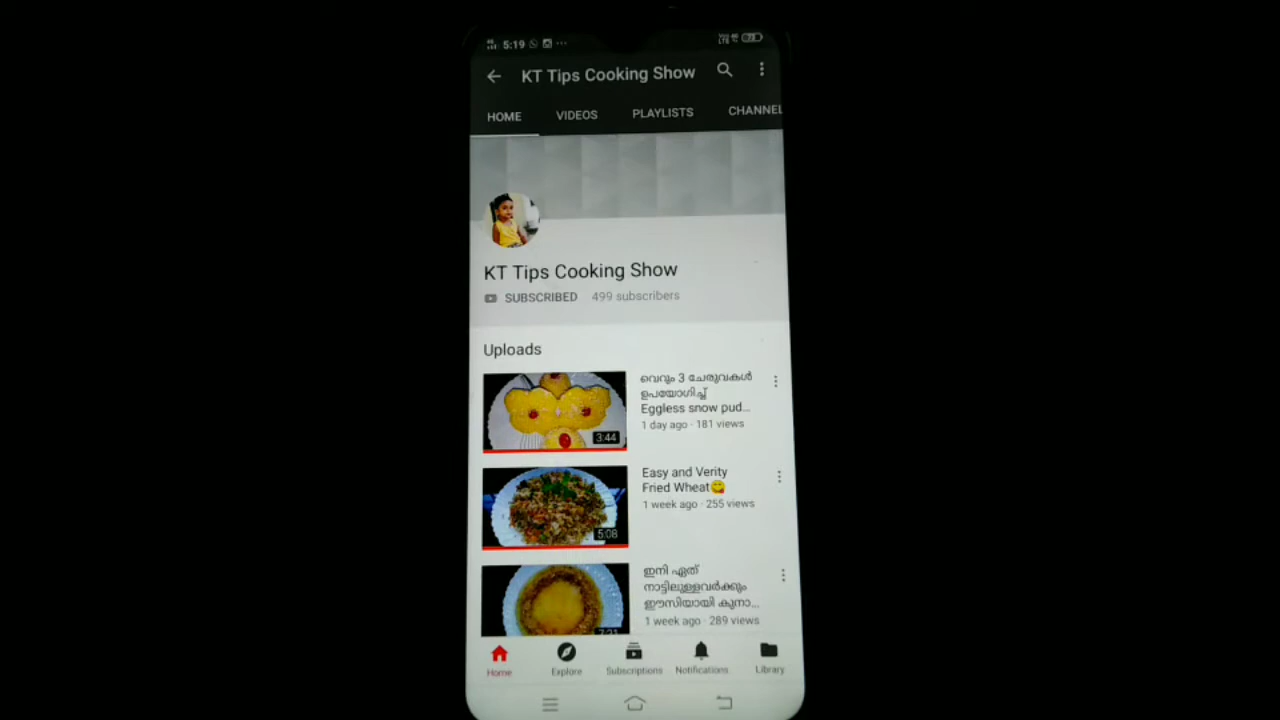 5:19
KT Tips Cooking Show
HOME VIDEOS PLAYLISTS CHANNEL
KT Tips Cooking Show
SUBSCRIBED 499 subscribers
Uploads
വെറും 3 ചേരുവകൾ
ഉപയോഗിച്ച്
Eggless snow pud...
1 day ago · 181 views
3:44
Easy and Verity
Fried Wheat😋
1 week ago · 255 views
5:08
ഇനി ഏത്
നാട്ടിലുള്ളവർക്കും
ഈസിയായി കുനാ...
1 week ago · 289 views
Home Explore Subscriptions Notifications Library